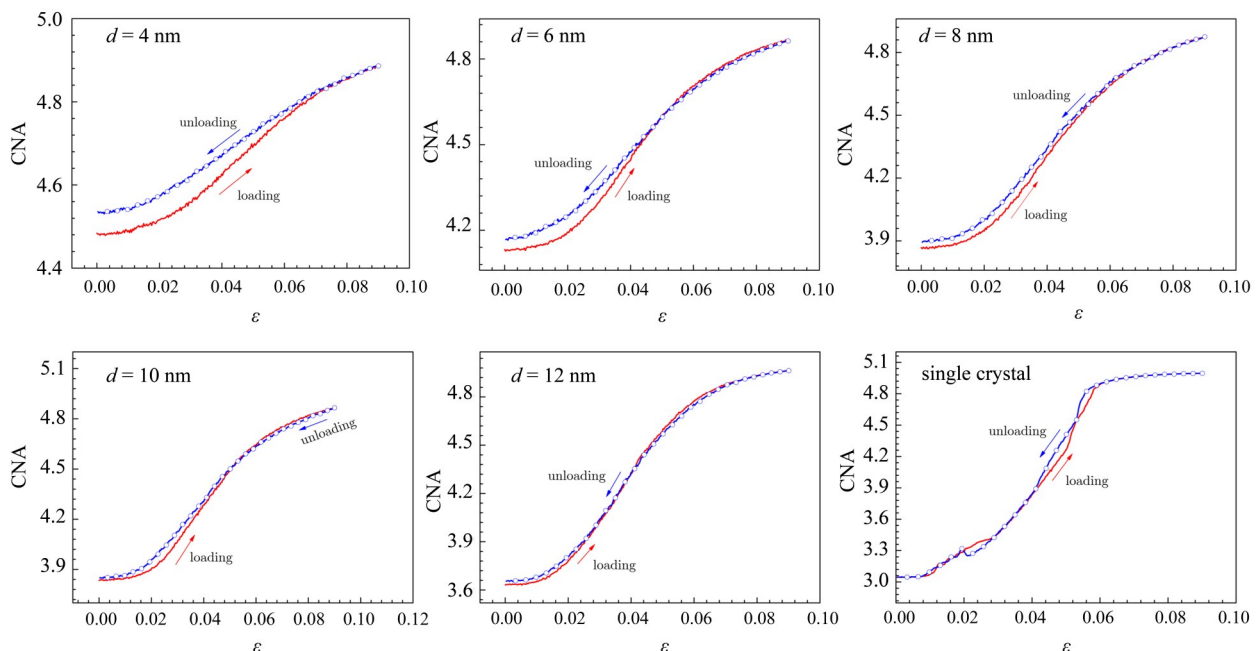 d = 4 nm
5.0
4.8
4.6
4.4
CNA
unloading
loading
0.00 0.02 0.04 0.06 0.08 0.10
ε
d = 6 nm
4.8
4.5
4.2
CNA
unloading
loading
0.00 0.02 0.04 0.06 0.08 0.10
ε
d = 8 nm
4.8
4.5
4.2
3.9
CNA
unloading
loading
0.00 0.02 0.04 0.06 0.08 0.10
ε
d = 10 nm
5.1
4.8
4.5
4.2
3.9
CNA
unloading
loading
0.00 0.02 0.04 0.06 0.08 0.10 0.12
ε
d = 12 nm
4.8
4.5
4.2
3.9
3.6
CNA
unloading
loading
0.00 0.02 0.04 0.06 0.08 0.10
ε
single crystal
5.1
4.8
4.5
4.2
3.9
3.6
3.3
3.0
CNA
unloading
loading
0.00 0.02 0.04 0.06 0.08 0.10
ε